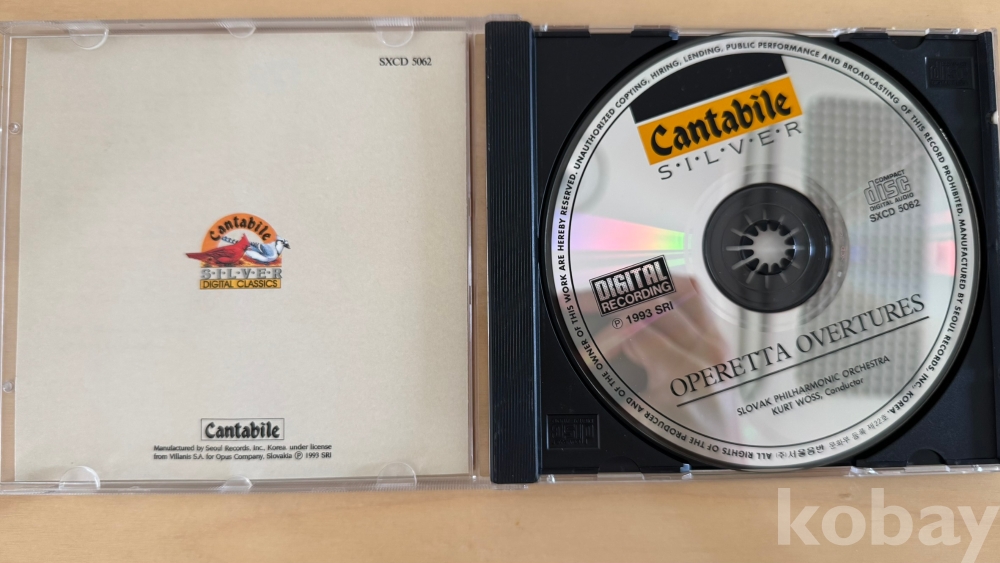 SXCD 5062
Cantabile
S·I·L·V·E·R
DIGITAL CLASSICS
Cantabile
Manufactured by Seoul Records, Inc., Korea under license
from Villanis S.A. for Opus Company, Slovakia ℗ 1993 SRI
Cantabile
S·I·L·V·E·R
COMPACT
disc
DIGITAL AUDIO
SXCD 5062
DIGITAL
RECORDING
℗ 1993 SRI
OPERETTA OVERTURES
SLOVAK PHILHARMONIC ORCHESTRA
KURT WOSS, Conductor
ALL RIGHTS OF THE PRODUCER AND OF THE OWNER OF THIS WORK ARE HEREBY RESERVED. UNAUTHORIZED COPYING, HIRING, LENDING, PUBLIC PERFORMANCE AND BROADCASTING OF THIS RECORD PROHIBITED. MANUFACTURED BY SEOUL RECORDS, INC., KOREA.
kobay